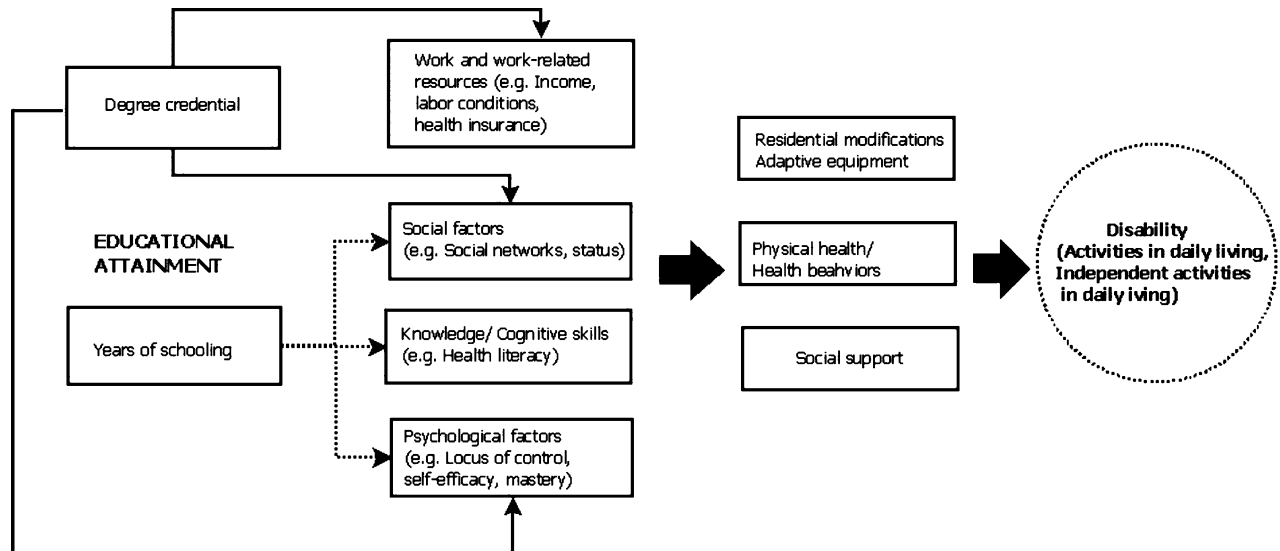 Degree credential
Work and work-related
resources (e.g. Income,
labor conditions,
health insurance)
EDUCATIONAL
ATTAINMENT
Years of schooling
Social factors
(e.g. Social networks, status)
Knowledge/ Cognitive skills
(e.g. Health literacy)
Psychological factors
(e.g. Locus of control,
self-efficacy, mastery)
Residential modifications
Adaptive equipment
Physical health/
Health beahviors
Social support
Disability
(Activities in daily living,
Independent activities
in daily iving)